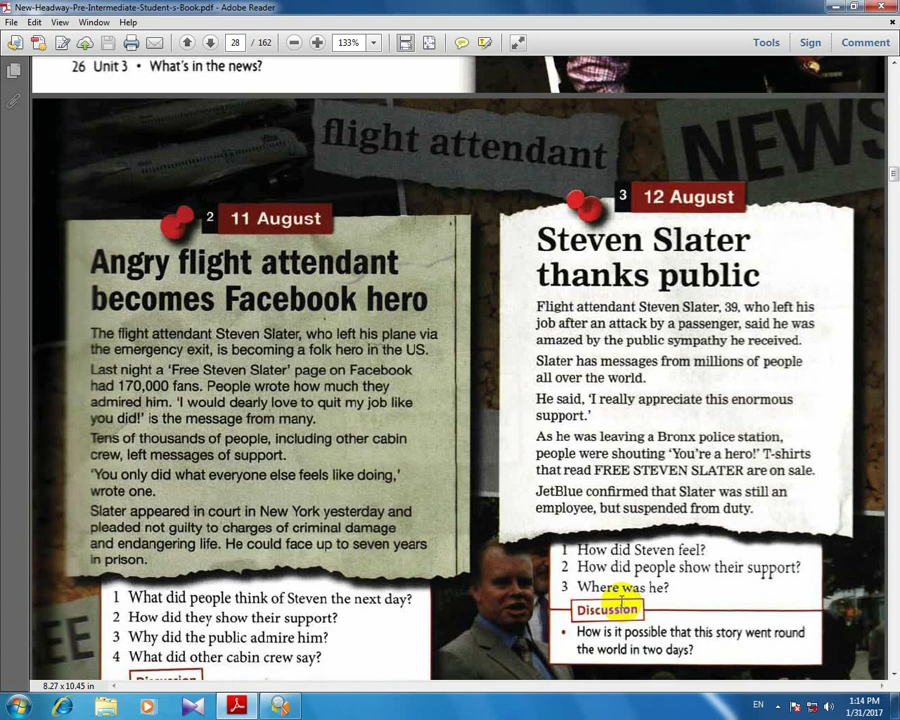 New-Headway-Pre-Intermediate-Student-s-Book.pdf - Adobe Reader
File Edit View Window Help
28 / 162
133%
Tools Sign Comment
26 Unit 3 • What's in the news?
flight attendant
NEWS
2 11 August
Angry flight attendant
becomes Facebook hero
The flight attendant Steven Slater, who left his plane via
the emergency exit, is becoming a folk hero in the US.
Last night a 'Free Steven Slater' page on Facebook
had 170,000 fans. People wrote how much they
admired him. 'I would dearly love to quit my job like
you did!' is the message from many.
Tens of thousands of people, including other cabin
crew, left messages of support.
'You only did what everyone else feels like doing,'
wrote one.
Slater appeared in court in New York yesterday and
pleaded not guilty to charges of criminal damage
and endangering life. He could face up to seven years
in prison.
1 What did people think of Steven the next day?
2 How did they show their support?
3 Why did the public admire him?
4 What did other cabin crew say?
Discussion
3 12 August
Steven Slater
thanks public
Flight attendant Steven Slater, 39, who left his
job after an attack by a passenger, said he was
amazed by the public sympathy he received.
Slater has messages from millions of people
all over the world.
He said, 'I really appreciate this enormous
support.'
As he was leaving a Bronx police station,
people were shouting 'You're a hero!' T-shirts
that read FREE STEVEN SLATER are on sale.
JetBlue confirmed that Slater was still an
employee, but suspended from duty.
1 How did Steven feel?
2 How did people show their support?
3 Where was he?
Discussion
• How is it possible that this story went round
the world in two days?
8.27 x 10.45 in
EN
1:14 PM
1/31/2017